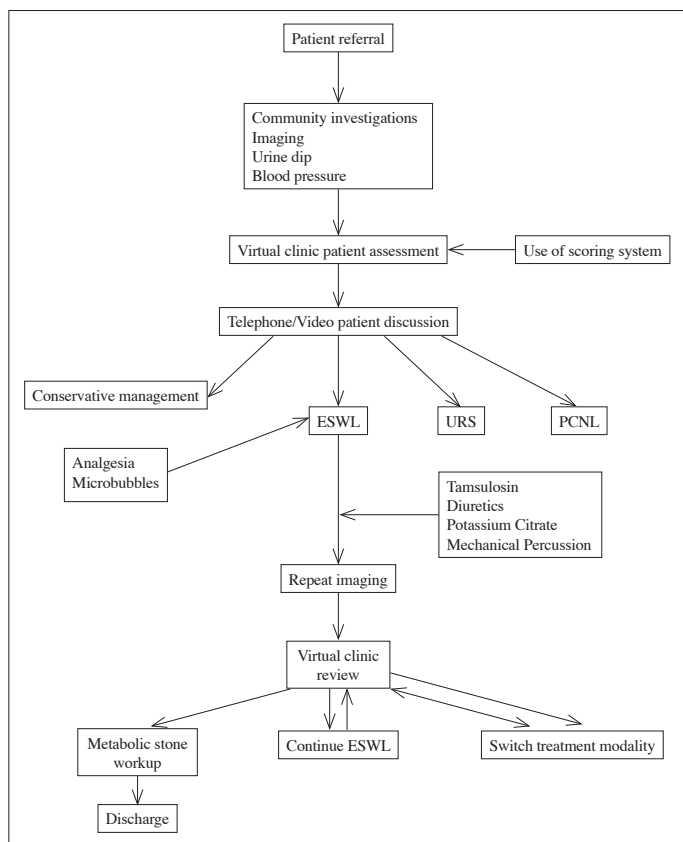 Patient referral
Community investigations
Imaging
Urine dip
Blood pressure
Virtual clinic patient assessment
Use of scoring system
Telephone/Video patient discussion
Conservative management
ESWL
URS
PCNL
Analgesia
Microbubbles
Tamsulosin
Diuretics
Potassium Citrate
Mechanical Percussion
Repeat imaging
Virtual clinic
review
Metabolic stone
workup
Continue ESWL
Switch treatment modality
Discharge